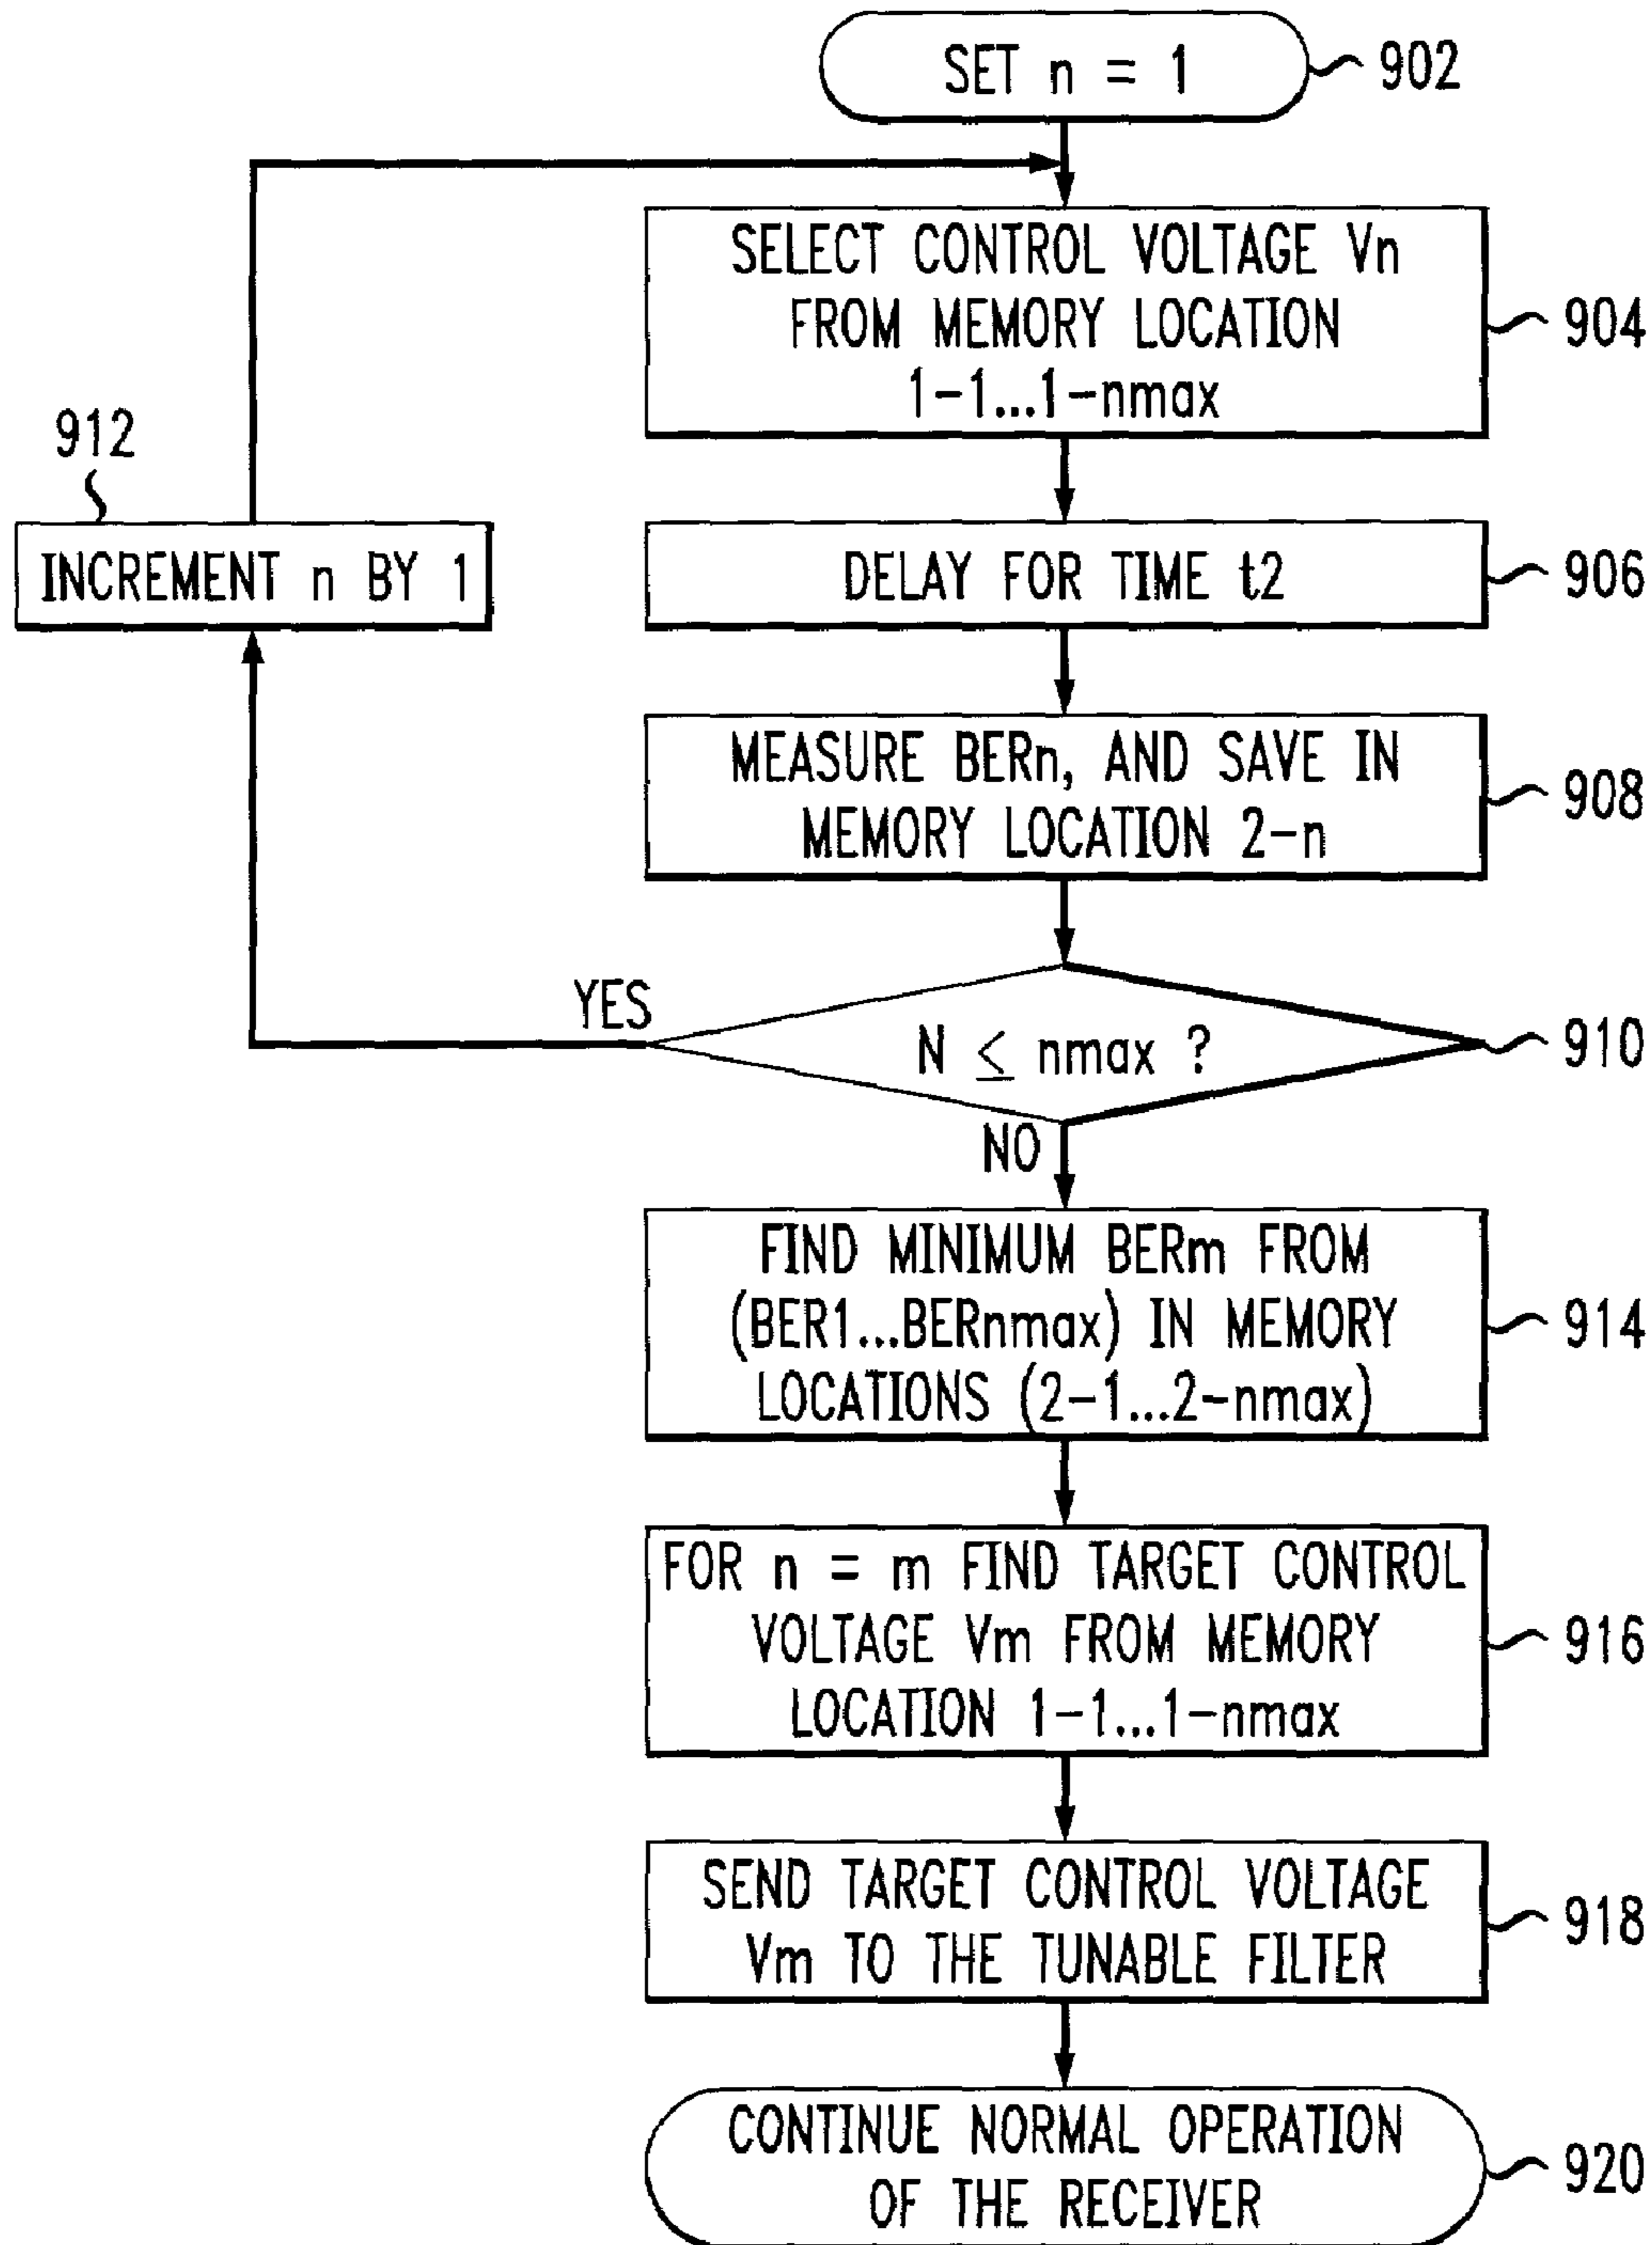 SET n = 1
902
SELECT CONTROL VOLTAGE Vn
FROM MEMORY LOCATION
1-1...1-nmax
904
912
INCREMENT n BY 1
DELAY FOR TIME t2
906
MEASURE BERn, AND SAVE IN
MEMORY LOCATION 2-n
908
YES
N ≤ nmax ?
910
NO
FIND MINIMUM BERm FROM
(BER1...BERnmax) IN MEMORY
LOCATIONS (2-1...2-nmax)
914
FOR n = m FIND TARGET CONTROL
VOLTAGE Vm FROM MEMORY
LOCATION 1-1...1-nmax
916
SEND TARGET CONTROL VOLTAGE
Vm TO THE TUNABLE FILTER
918
CONTINUE NORMAL OPERATION
OF THE RECEIVER
920